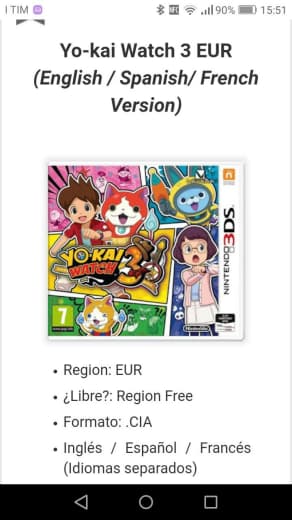 I TIM
90%
15:51
Yo-kai Watch 3 EUR
(English / Spanish/ French
Version)
YO-KAI
WATCH 3
NINTENDO 3DS
7
Nintendo
• Region: EUR
• ¿Libre?: Region Free
• Formato: .CIA
• Inglés / Español / Francés
(Idiomas separados)